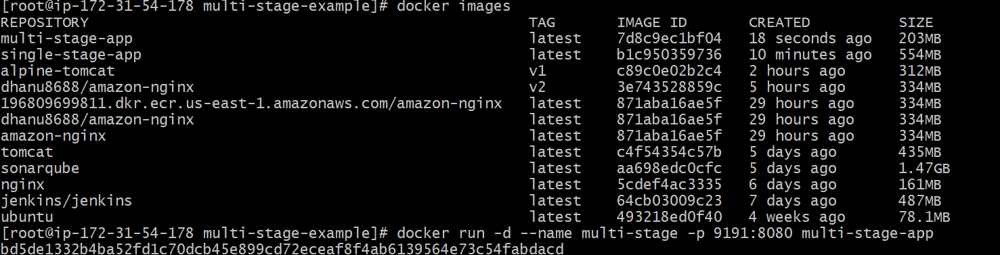 [root@ip-172-31-54-178 multi-stage-example]# docker images
REPOSITORY TAG IMAGE ID CREATED SIZE
multi-stage-app latest 7d8c9ec1bf04 18 seconds ago 203MB
single-stage-app latest b1c950359736 10 minutes ago 554MB
alpine-tomcat v1 c89c0e02b2c4 2 hours ago 312MB
dhanu8688/amazon-nginx v2 3e743528859c 5 hours ago 334MB
196809699811.dkr.ecr.us-east-1.amazonaws.com/amazon-nginx latest 871aba16ae5f 29 hours ago 334MB
dhanu8688/amazon-nginx latest 871aba16ae5f 29 hours ago 334MB
amazon-nginx latest 871aba16ae5f 29 hours ago 334MB
tomcat latest c4f54354c57b 5 days ago 435MB
sonarqube latest aa698edc0cfc 5 days ago 1.47GB
nginx latest 5cdef4ac3335 6 days ago 161MB
jenkins/jenkins latest 64cb03009c23 7 days ago 487MB
ubuntu latest 493218ed0f40 4 weeks ago 78.1MB
[root@ip-172-31-54-178 multi-stage-example]# docker run -d --name multi-stage -p 9191:8080 multi-stage-app
bd5de1332b4ba52fd1c70dcb45e899cd72eceaf8f4ab6139564e73c54fabdacd